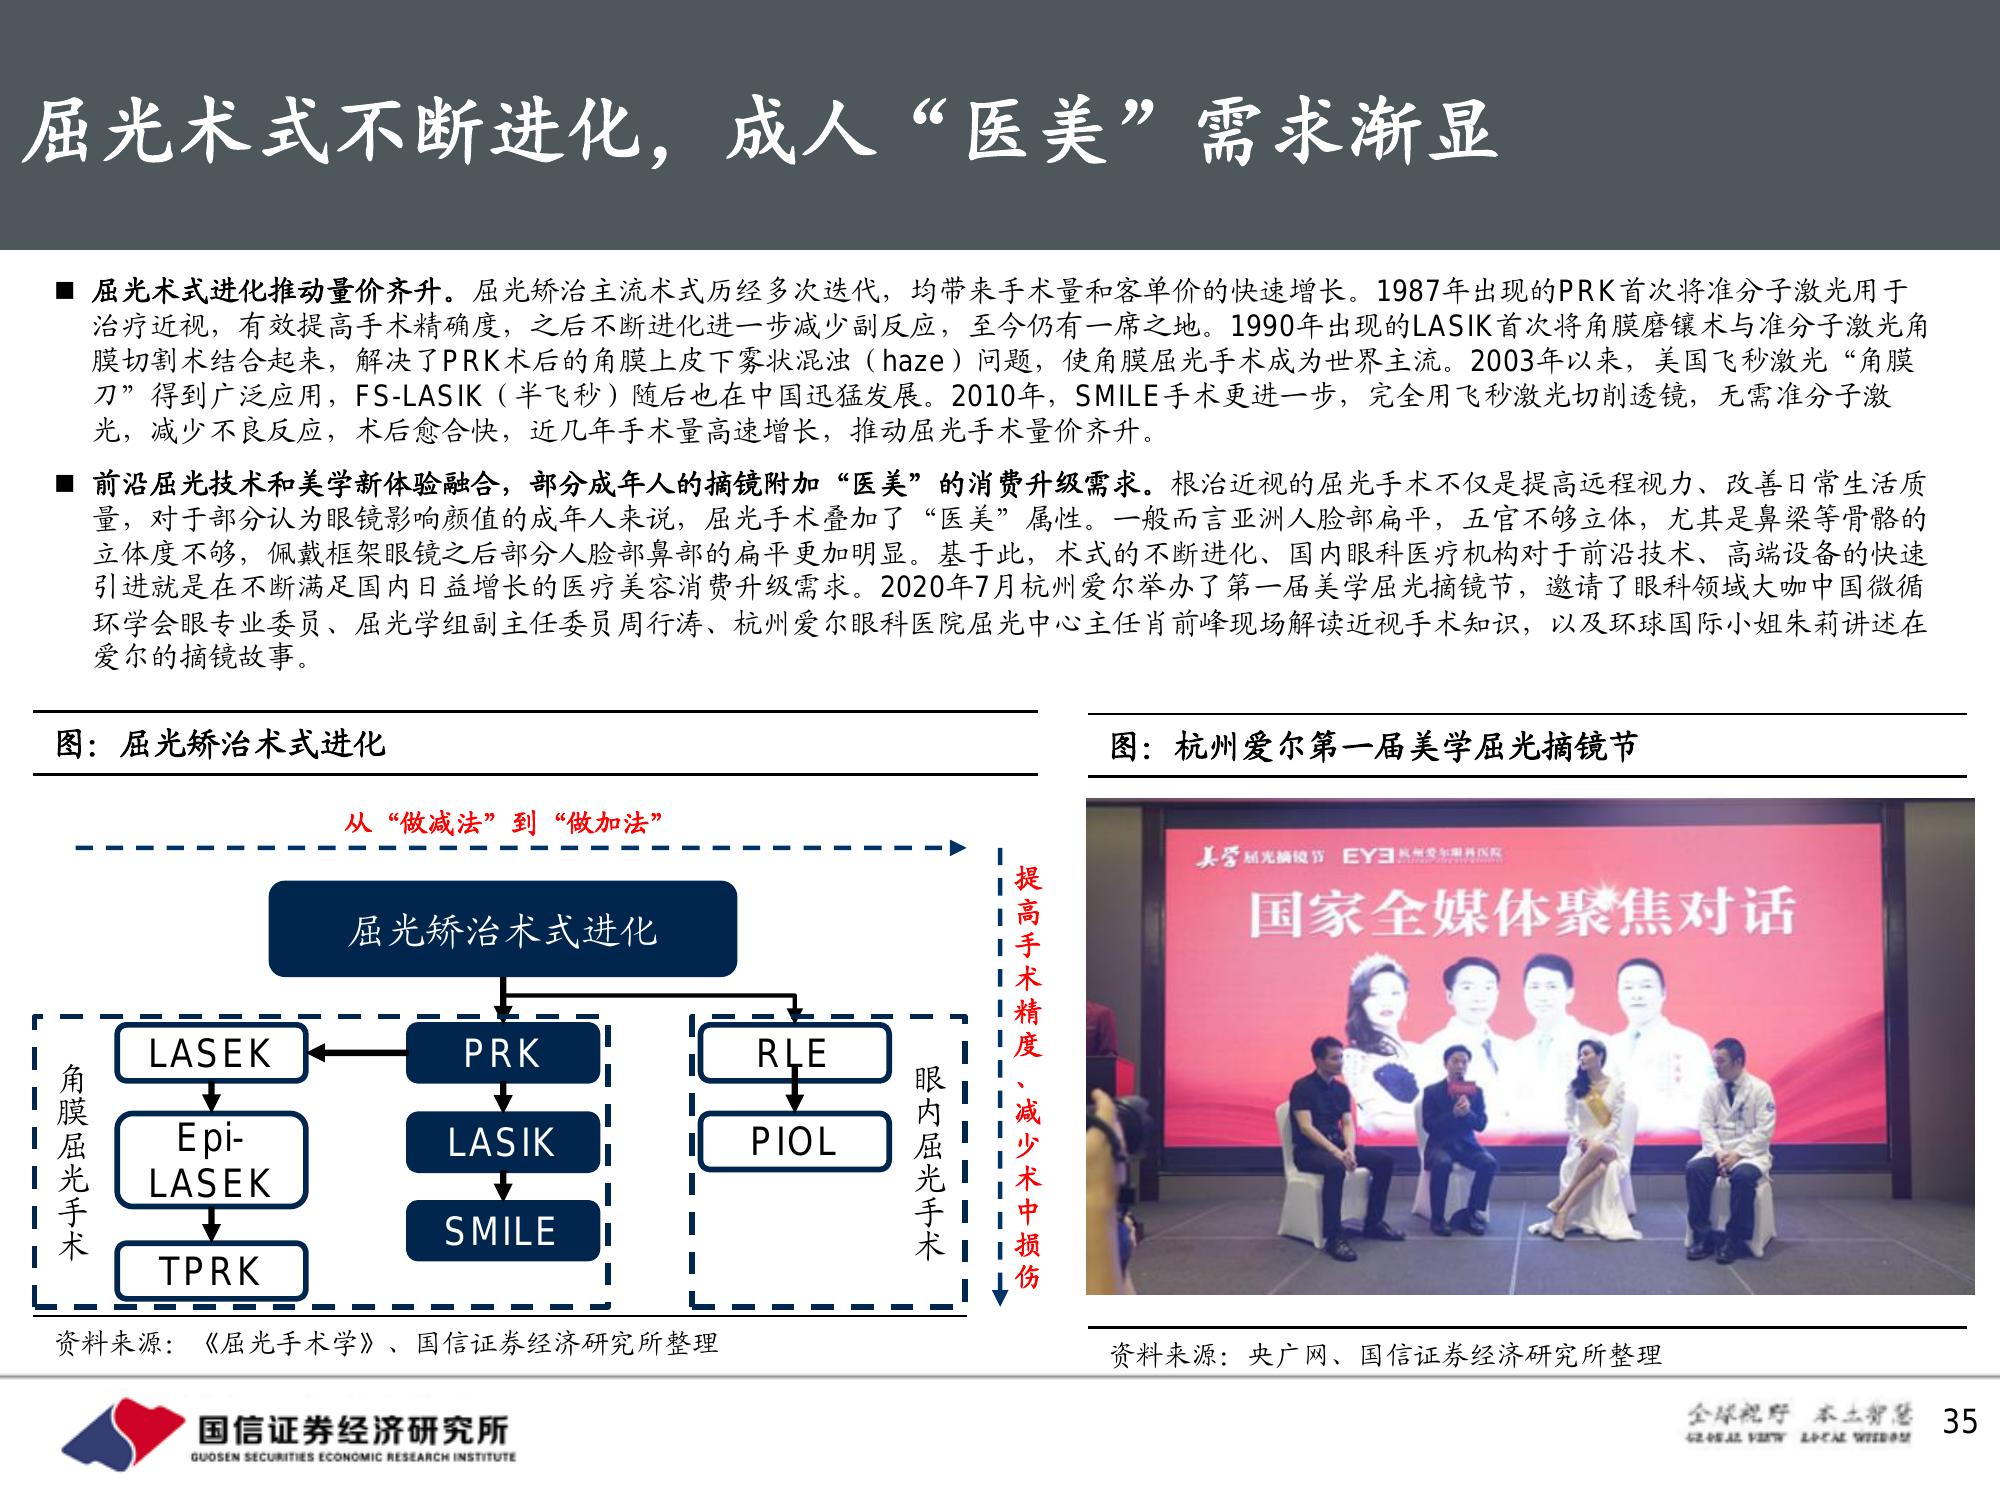 屈光术式不断进化，成人“医美”需求渐显
■ 屈光术式进化推动量价齐升。屈光矫治主流术式历经多次迭代，均带来手术量和客单价的快速增长。1987年出现的PRK首次将准分子激光用于
治疗近视，有效提高手术精确度，之后不断进化进一步减少副反应，至今仍有一席之地。1990年出现的LASIK首次将角膜磨镶术与准分子激光角
膜切割术结合起来，解决了PRK术后的角膜上皮下雾状混浊（haze）问题，使角膜屈光手术成为世界主流。2003年以来，美国飞秒激光“角膜
刀”得到广泛应用，FS-LASIK（半飞秒）随后也在中国迅猛发展。2010年，SMILE手术更进一步，完全用飞秒激光切削透镜，无需准分子激
光，减少不良反应，术后愈合快，近几年手术量高速增长，推动屈光手术量价齐升。
■ 前沿屈光技术和美学新体验融合，部分成年人的摘镜附加“医美”的消费升级需求。根治近视的屈光手术不仅是提高远程视力、改善日常生活质
量，对于部分认为眼镜影响颜值的成年人来说，屈光手术叠加了“医美”属性。一般而言亚洲人脸部扁平，五官不够立体，尤其是鼻梁等骨骼的
立体度不够，佩戴框架眼镜之后部分人脸部鼻部的扁平更加明显。基于此，术式的不断进化、国内眼科医疗机构对于前沿技术、高端设备的快速
引进就是在不断满足国内日益增长的医疗美容消费升级需求。2020年7月杭州爱尔举办了第一届美学屈光摘镜节，邀请了眼科领域大咖中国微循
环学会眼专业委员、屈光学组副主任委员周行涛、杭州爱尔眼科医院屈光中心主任肖前峰现场解读近视手术知识，以及环球国际小姐朱莉讲述在
爱尔的摘镜故事。
图：屈光矫治术式进化
从“做减法”到“做加法”
屈光矫治术式进化
角膜屈光手术
LASEK
Epi-
LASEK
TPRK
PRK
LASIK
SMILE
RLE
PIOL
眼内屈光手术
提高手术精度、减少术中损伤
资料来源：《屈光手术学》、国信证券经济研究所整理
图：杭州爱尔第一届美学屈光摘镜节
美学屈光摘镜节 EYE 杭州爱尔眼科医院
国家全媒体聚焦对话
资料来源：央广网、国信证券经济研究所整理
国信证券经济研究所
GUOSEN SECURITIES ECONOMIC RESEARCH INSTITUTE
全球视野 本土智慧
GLOBAL VIEW LOCAL WISDOM
35